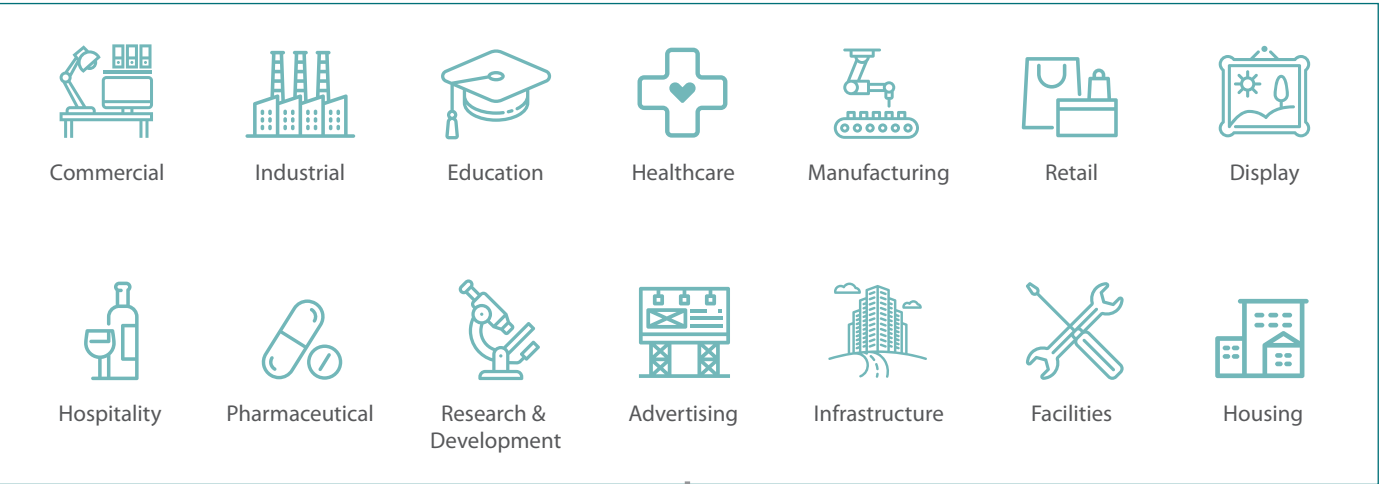 Commercial
Industrial
Education
Healthcare
Manufacturing
Retail
Display
Hospitality
Pharmaceutical
Research &
Development
Advertising
Infrastructure
Facilities
Housing